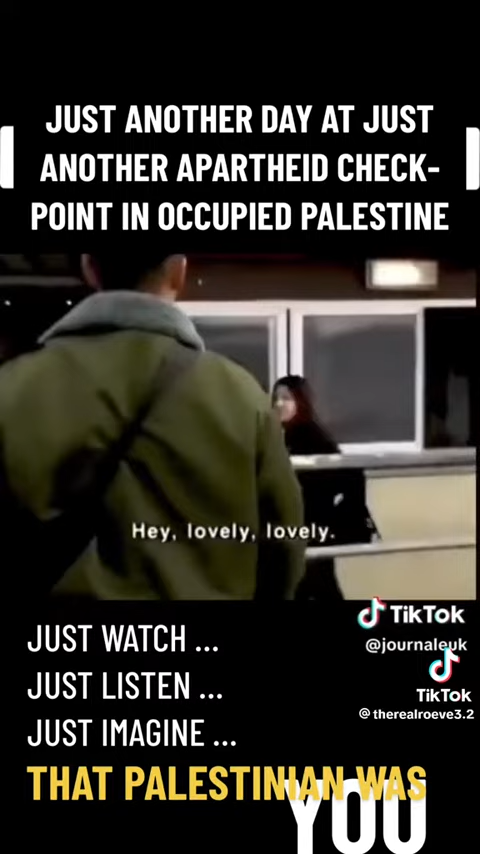 JUST ANOTHER DAY AT JUST
ANOTHER APARTHEID CHECK-
POINT IN OCCUPIED PALESTINE
Hey, lovely, lovely.
TikTok
@journaleuk
TikTok
@therealroeve3.2
JUST WATCH ...
JUST LISTEN ...
JUST IMAGINE ...
THAT PALESTINIAN WAS
YOU